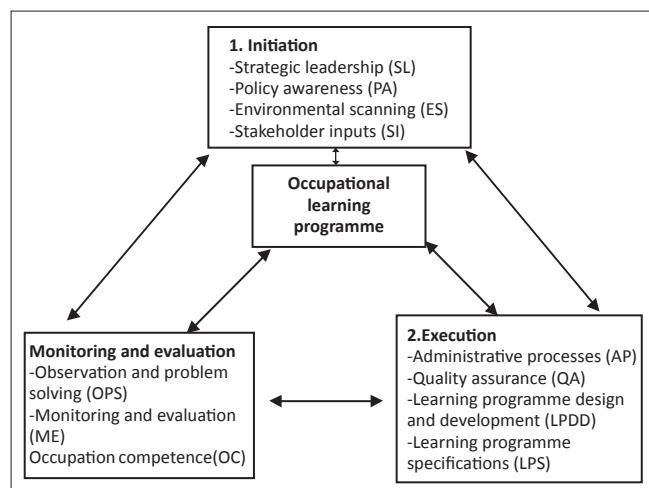 1. Initiation
-Strategic leadership (SL)
-Policy awareness (PA)
-Environmental scanning (ES)
-Stakeholder inputs (SI)
Occupational
learning
programme
Monitoring and evaluation
-Observation and problem
solving (OPS)
-Monitoring and evaluation
(ME)
Occupation competence(OC)
2.Execution
-Administrative processes (AP)
-Quality assurance (QA)
-Learning programme design
and development (LPDD)
-Learning programme
specifications (LPS)